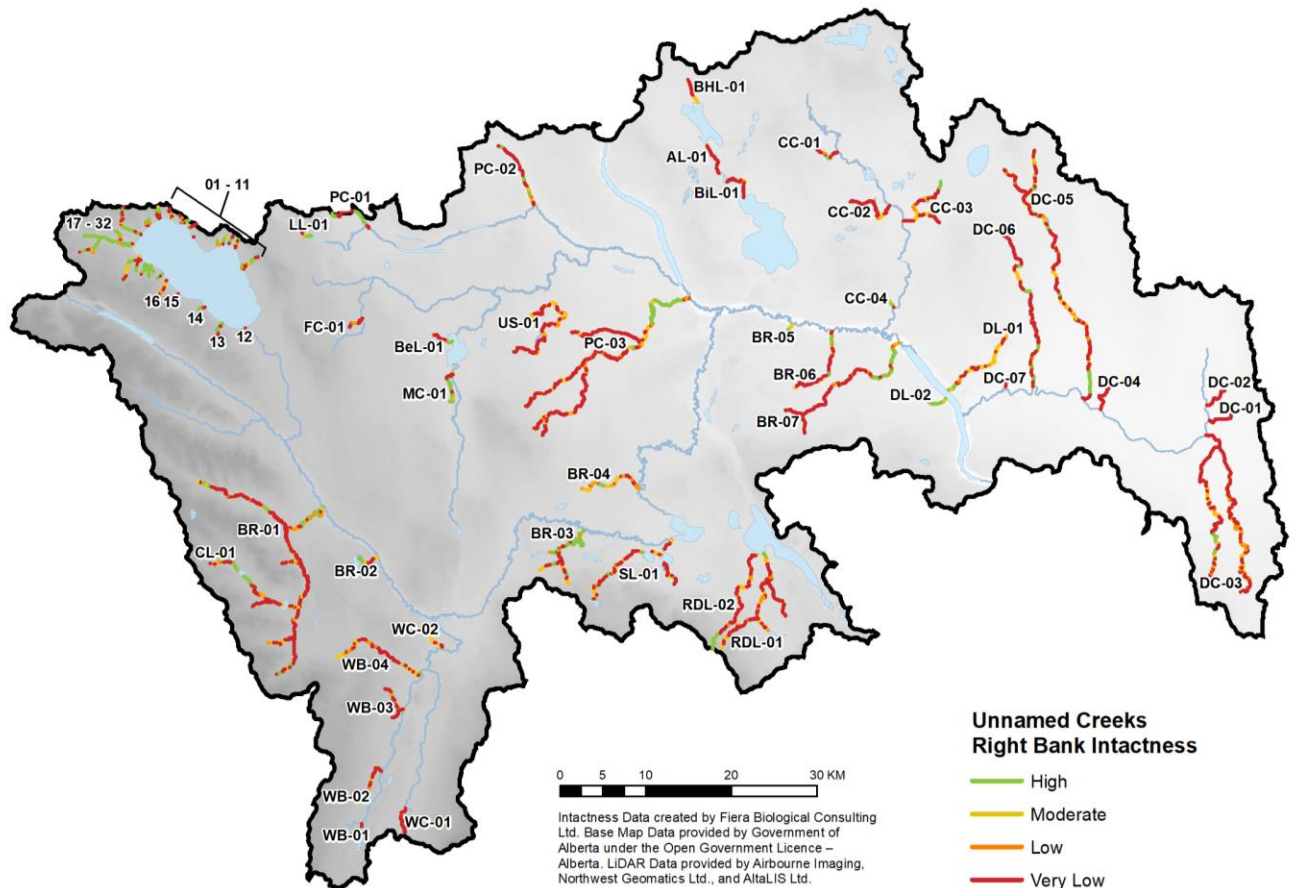 BHL-01
CC-01
AL-01
PC-02
BiL-01
01 - 11
PC-01
DC-05
CC-02
CC-03
17 - 32
LL-01
DC-06
16 15
CC-04
14
US-01
FC-01
12
13
BeL-01
PC-03
BR-05
DL-01
BR-06
DC-07
DC-04
DC-02
MC-01
DL-02
DC-01
BR-07
BR-04
BR-01
BR-03
CL-01
BR-02
SL-01
DC-03
RDL-02
WC-02
RDL-01
WB-04
WB-03
WB-02
WC-01
WB-01
0 5 10 20 30 KM
Intactness Data created by Fiera Biological Consulting
Ltd. Base Map Data provided by Government of
Alberta under the Open Government Licence –
Alberta. LiDAR Data provided by Airbourne Imaging,
Northwest Geomatics Ltd., and AltaLIS Ltd.
Unnamed Creeks
Right Bank Intactness
High
Moderate
Low
Very Low